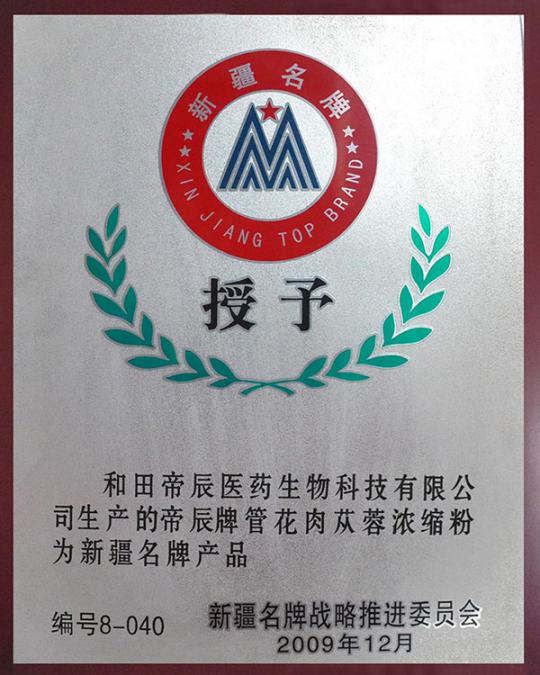 新疆名牌
XIN JIANG TOP BRAND
授予
和田帝辰医药生物科技有限公
司生产的帝辰牌管花肉苁蓉浓缩粉
为新疆名牌产品
编号8-040
新疆名牌战略推进委员会
2009年12月